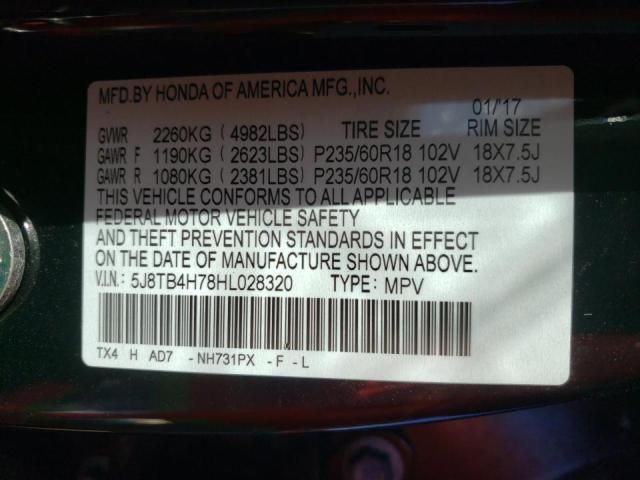 MFD.BY HONDA OF AMERICA MFG.,INC.
01/'17
GVWR 2260KG ( 4982LBS) TIRE SIZE RIM SIZE
GAWR F 1190KG ( 2623LBS) P235/60R18 102V 18X7.5J
GAWR R 1080KG ( 2381LBS) P235/60R18 102V 18X7.5J
THIS VEHICLE CONFORMS TO ALL APPLICABLE
FEDERAL MOTOR VEHICLE SAFETY
AND THEFT PREVENTION STANDARDS IN EFFECT
ON THE DATE OF MANUFACTURE SHOWN ABOVE.
V.I.N.: 5J8TB4H78HL028320 TYPE: MPV
TX4 H AD7 -NH731PX -F-L